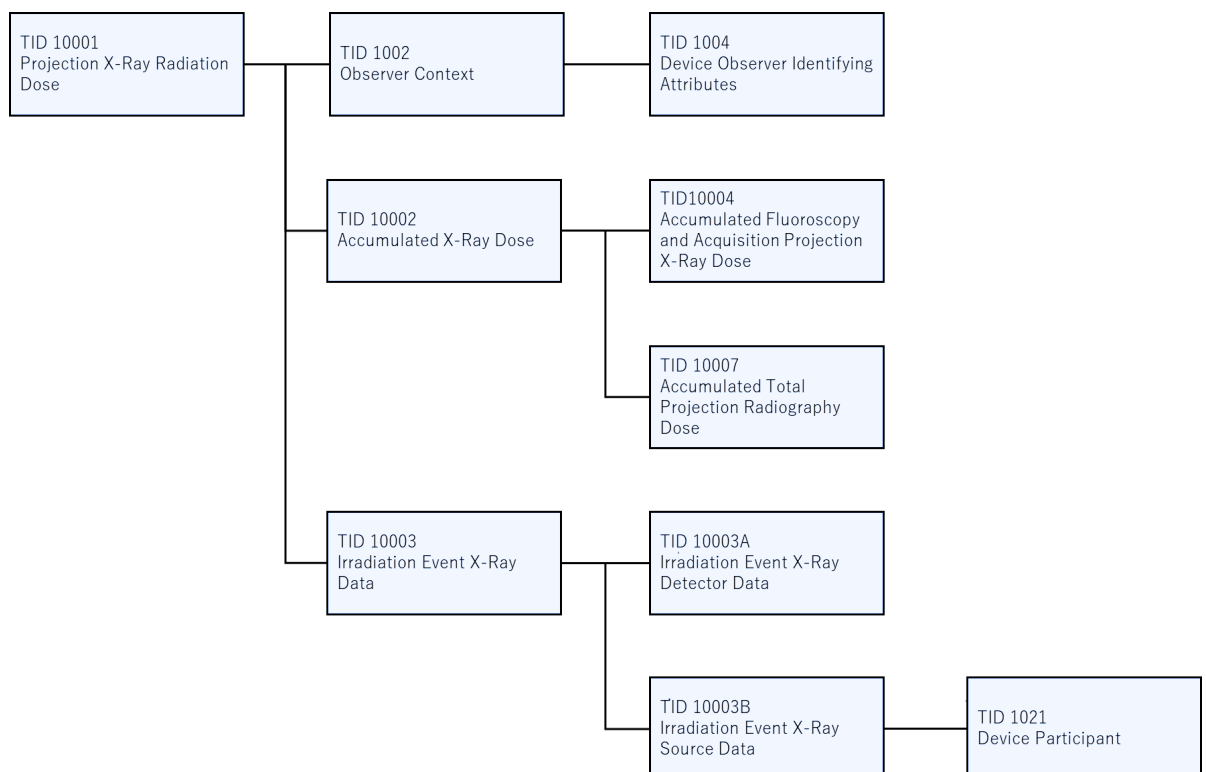 TID 10001
Projection X-Ray Radiation
Dose
TID 1002
Observer Context
TID 1004
Device Observer Identifying
Attributes
TID 10002
Accumulated X-Ray Dose
TID10004
Accumulated Fluoroscopy
and Acquisition Projection
X-Ray Dose
TID 10007
Accumulated Total
Projection Radiography
Dose
TID 10003
Irradiation Event X-Ray
Data
TID 10003A
Irradiation Event X-Ray
Detector Data
TID 10003B
Irradiation Event X-Ray
Source Data
TID 1021
Device Participant